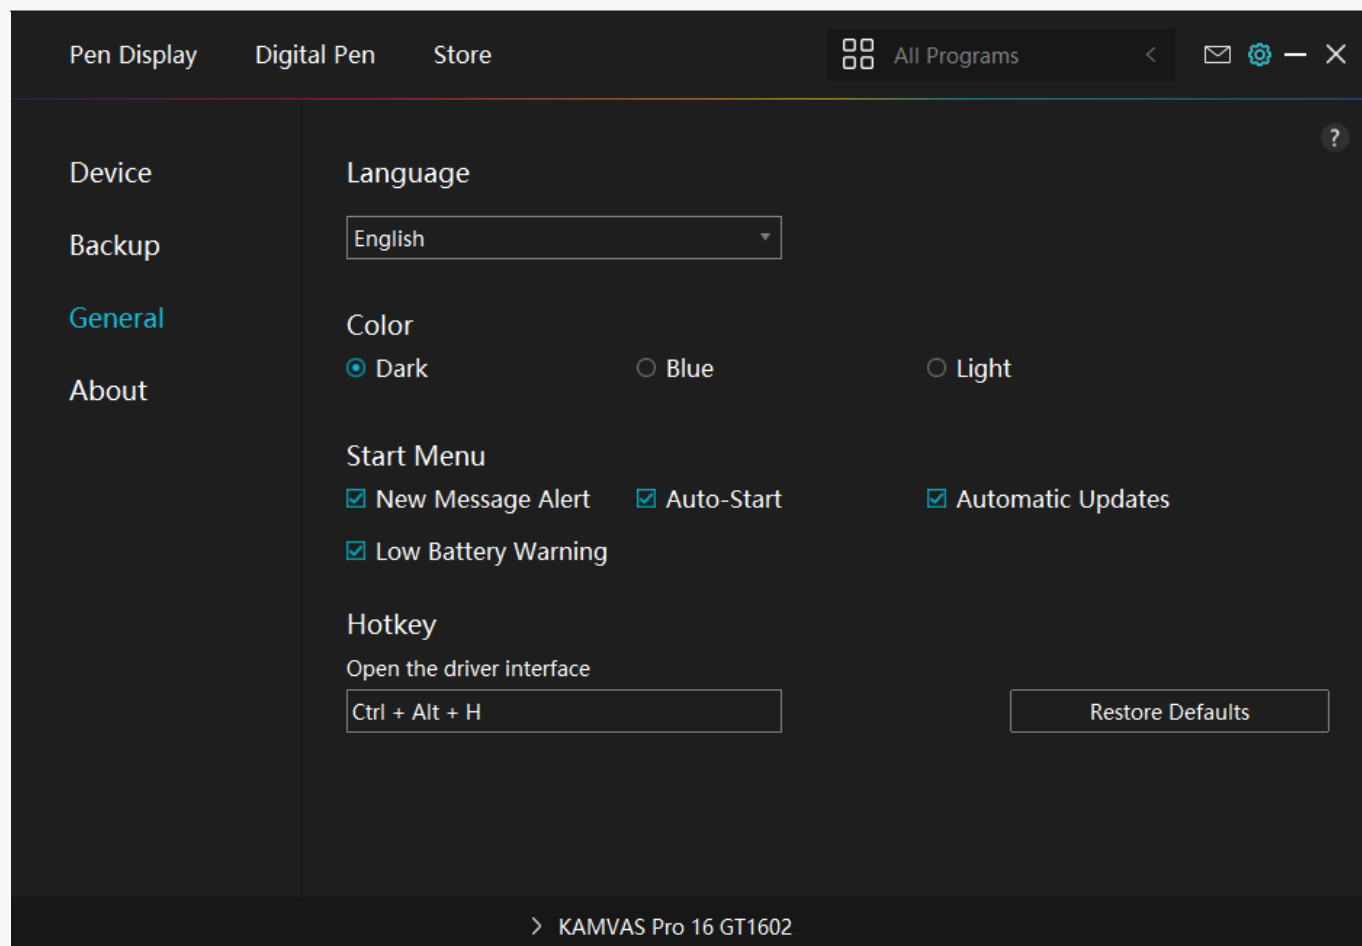 Pen Display Digital Pen Store All Programs
?
Device
Backup
General
About
Language
English
Color
Dark Blue Light
Start Menu
New Message Alert Auto-Start Automatic Updates
Low Battery Warning
Hotkey
Open the driver interface
Ctrl + Alt + H
Restore Defaults
KAMVAS Pro 16 GT1602